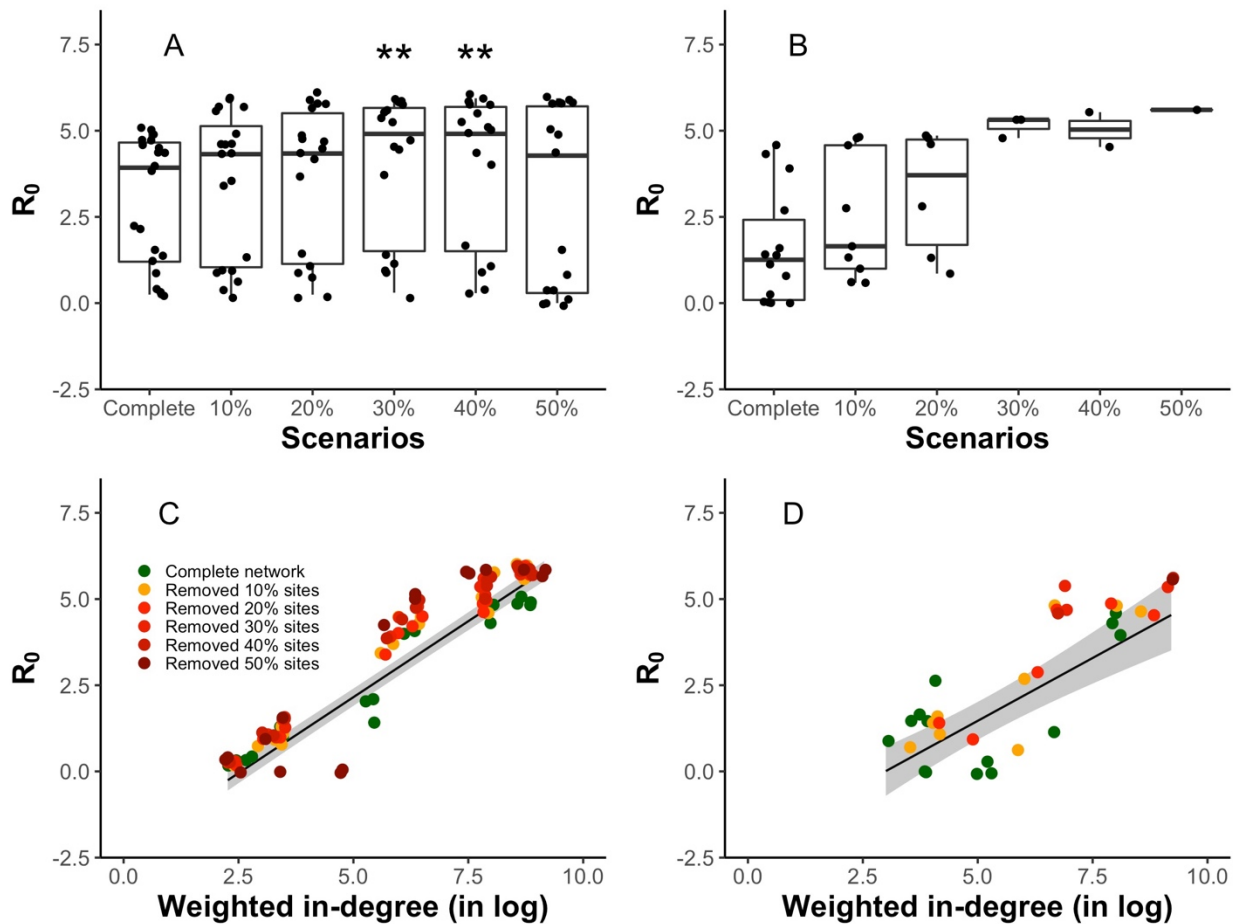 A
**
**
7.5
5.0
2.5
0.0
-2.5
R0
Complete 10% 20% 30% 40% 50%
Scenarios
B
7.5
5.0
2.5
0.0
-2.5
R0
Complete 10% 20% 30% 40% 50%
Scenarios
C
7.5
5.0
2.5
0.0
-2.5
R0
Complete network
Removed 10% sites
Removed 20% sites
Removed 30% sites
Removed 40% sites
Removed 50% sites
0.0 2.5 5.0 7.5 10.0
Weighted in-degree (in log)
D
7.5
5.0
2.5
0.0
-2.5
R0
0.0 2.5 5.0 7.5 10.0
Weighted in-degree (in log)